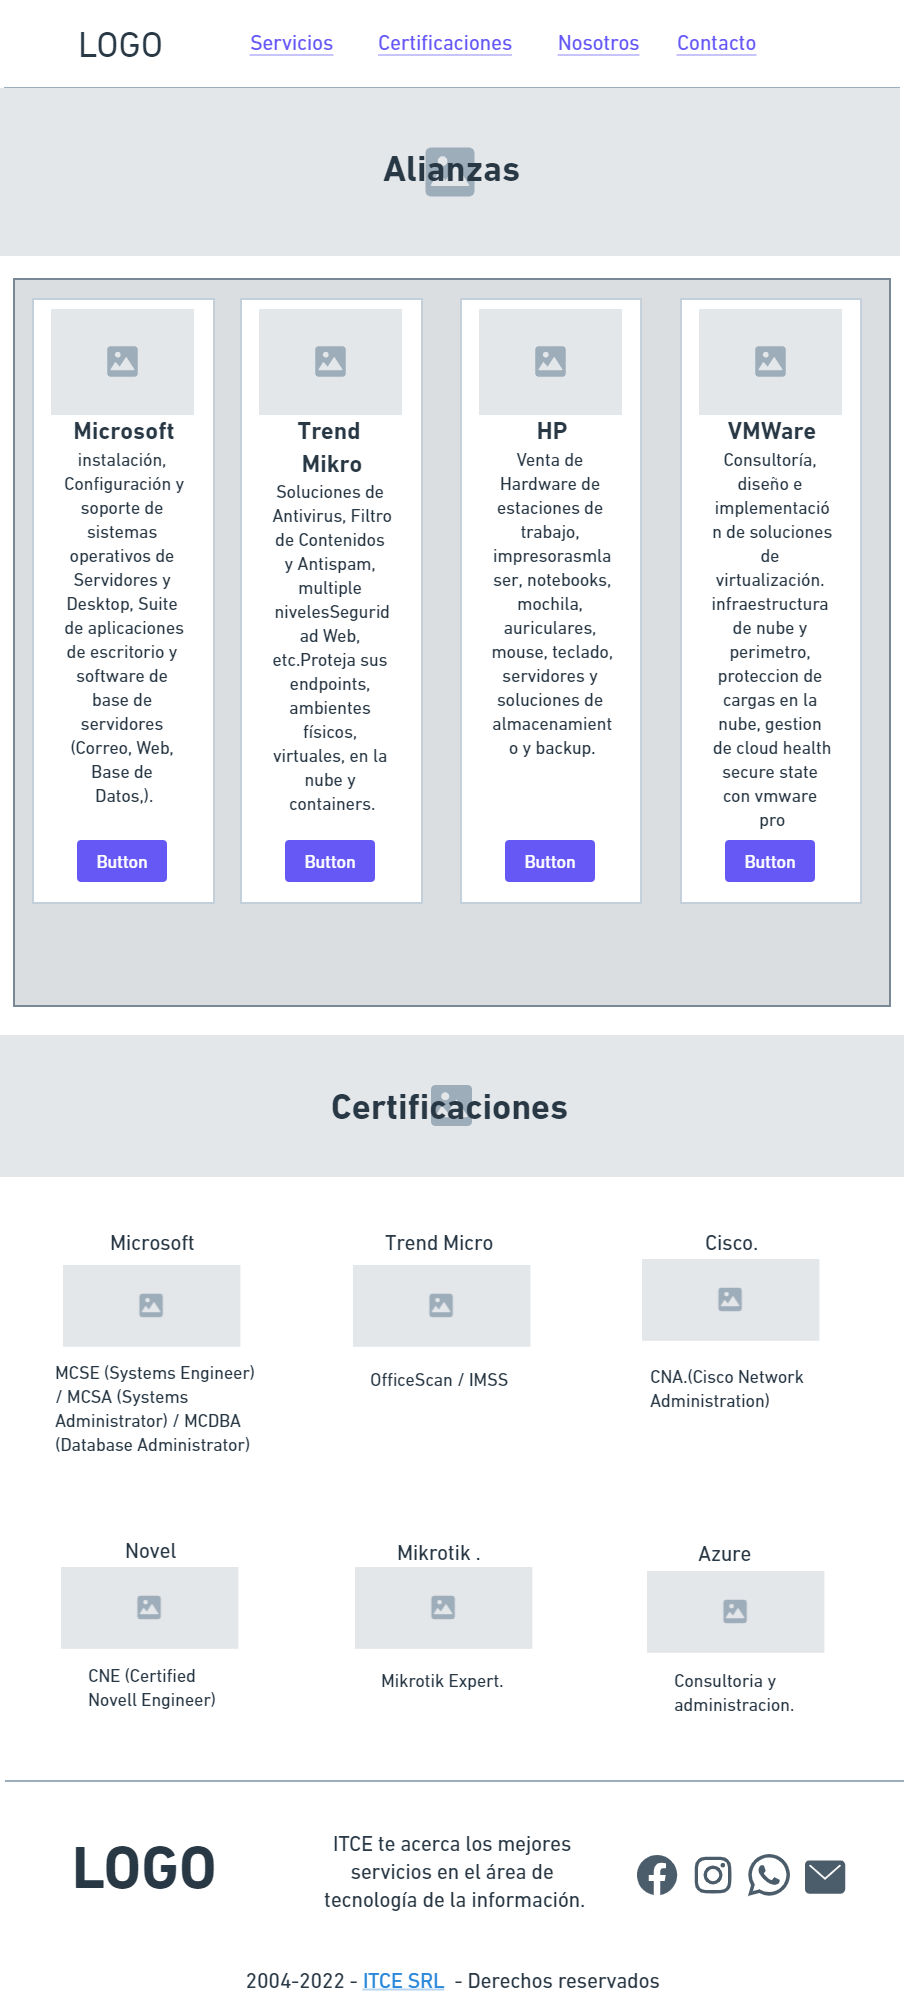 LOGO
Servicios
Certificaciones
Nosotros
Contacto
Alianzas
Microsoft
instalación,
Configuración y
soporte de
sistemas
operativos de
Servidores y
Desktop, Suite
de aplicaciones
de escritorio y
software de
base de
servidores
(Correo, Web,
Base de
Datos,).
Button
Trend
Mikro
Soluciones de
Antivirus, Filtro
de Contenidos
y Antispam,
multiple
nivelesSegurid
ad Web,
etc.Proteja sus
endpoints,
ambientes
físicos,
virtuales, en la
nube y
containers.
Button
HP
Venta de
Hardware de
estaciones de
trabajo,
impresorasmla
ser, notebooks,
mochila,
auriculares,
mouse, teclado,
servidores y
soluciones de
almacenamient
o y backup.
Button
VMWare
Consultoría,
diseño e
implementació
n de soluciones
de
virtualización.
infraestructura
de nube y
perimetro,
proteccion de
cargas en la
nube, gestion
de cloud health
secure state
con vmware
pro
Button
Certificaciones
Microsoft
MCSE (Systems Engineer)
/ MCSA (Systems
Administrator) / MCDBA
(Database Administrator)
Trend Micro
OfficeScan / IMSS
Cisco.
CNA.(Cisco Network
Administration)
Novel
CNE (Certified
Novell Engineer)
Mikrotik .
Mikrotik Expert.
Azure
Consultoria y
administracion.
LOGO
ITCE te acerca los mejores
servicios en el área de
tecnología de la información.
2004-2022 - ITCE SRL - Derechos reservados